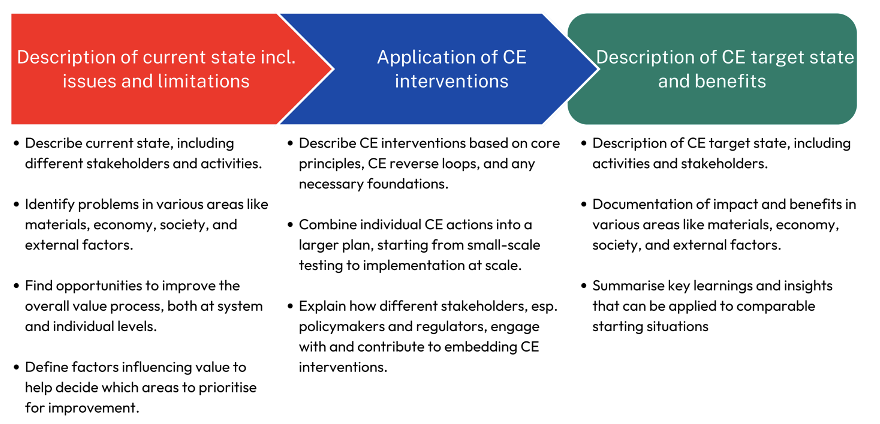 Description of current state incl.
issues and limitations
Application of CE
interventions
Description of CE target state
and benefits
• Describe current state, including
different stakeholders and activities.
• Identify problems in various areas like
materials, economy, society, and
external factors.
• Find opportunities to improve the
overall value process, both at system
and individual levels.
• Define factors influencing value to
help decide which areas to prioritise
for improvement.
• Describe CE interventions based on core
principles, CE reverse loops, and any
necessary foundations.
• Combine individual CE actions into a
larger plan, starting from small-scale
testing to implementation at scale.
• Explain how different stakeholders, esp.
policymakers and regulators, engage
with and contribute to embedding CE
interventions.
• Description of CE target state, including
activities and stakeholders.
• Documentation of impact and benefits in
various areas like materials, economy,
society, and external factors.
• Summarise key learnings and insights
that can be applied to comparable
starting situations